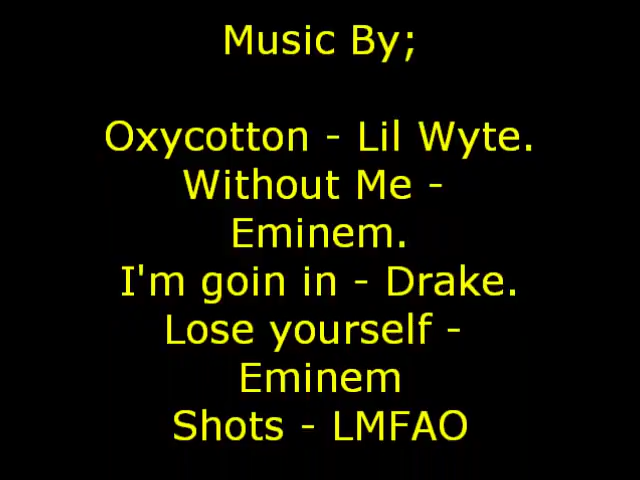 Music By;
Oxycotton - Lil Wyte.
Without Me -
Eminem.
I'm goin in - Drake.
Lose yourself -
Eminem
Shots - LMFAO